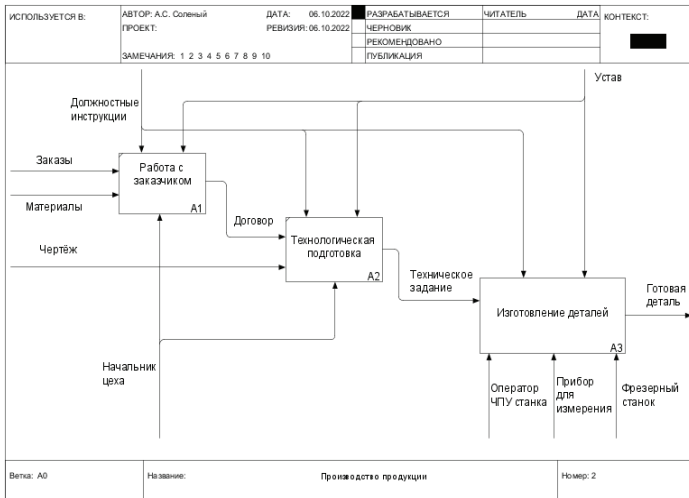 ИСПОЛЬЗУЕТСЯ В:
АВТОР: А.С. Соленый
ДАТА: 06.10.2022
ПРОЕКТ:
РЕВИЗИЯ: 06.10.2022
ЗАМЕЧАНИЯ: 1 2 3 4 5 6 7 8 9 10
РАЗРАБАТЫВАЕТСЯ
ЧЕРНОВИК
РЕКОМЕНДОВАНО
ПУБЛИКАЦИЯ
ЧИТАТЕЛЬ
ДАТА
КОНТЕКСТ:
Должностные
инструкции
Устав
Заказы
Материалы
Работа с
заказчиком
A1
Договор
Чертёж
Технологическая
подготовка
A2
Техническое
задание
Изготовление деталей
A3
Готовая
деталь
Начальник
цеха
Оператор
ЧПУ станка
Прибор
для
измерения
Фрезерный
станок
Ветка: A0
Название:
Производство продукции
Номер: 2